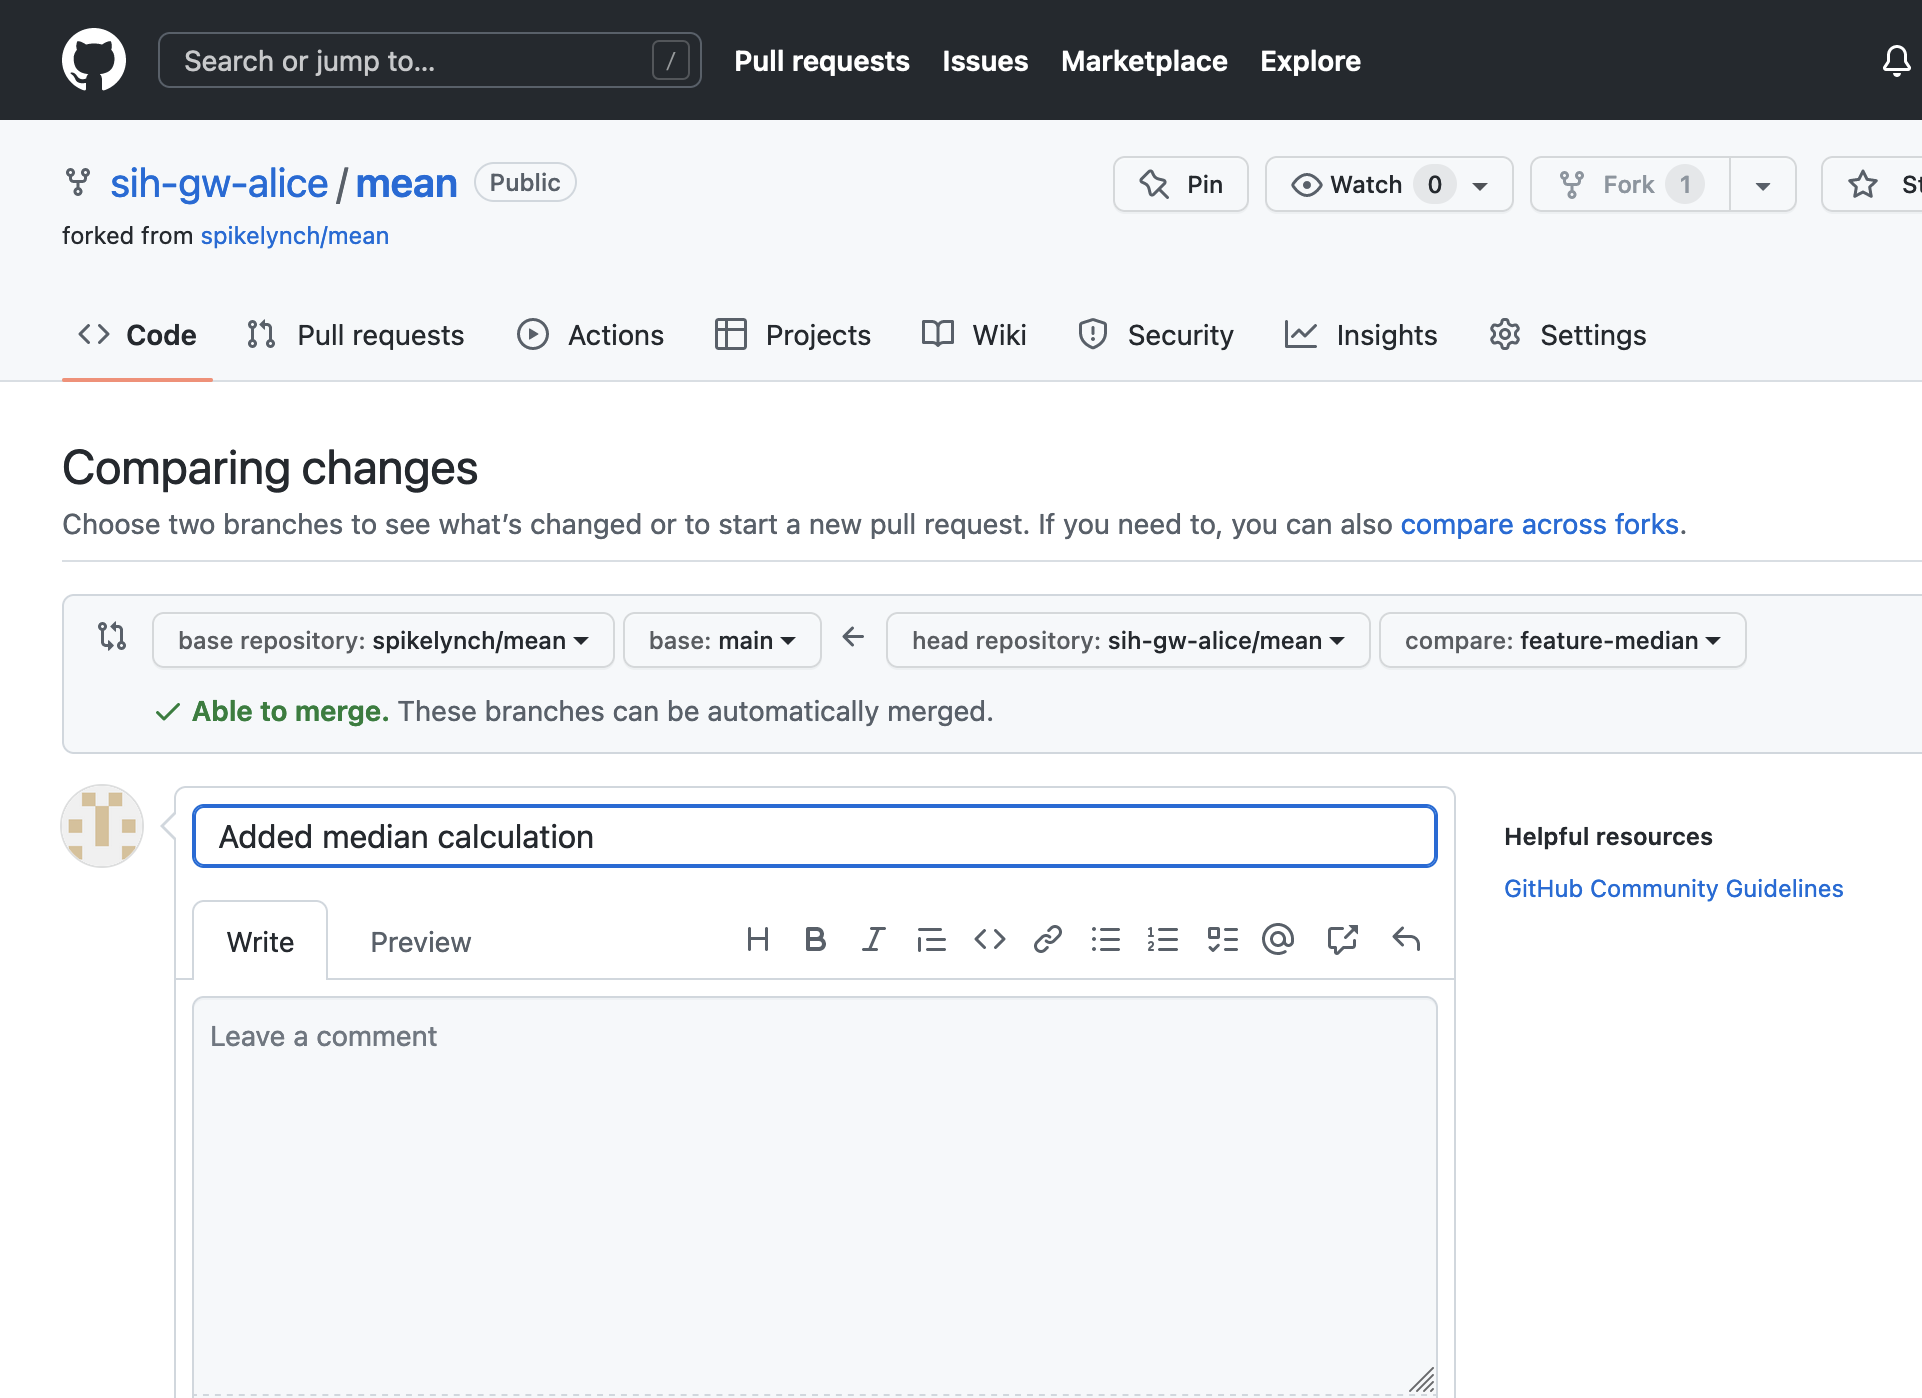 Search or jump to... /
Pull requests Issues Marketplace Explore
sih-gw-alice / mean Public
Pin Watch 0 Fork 1 St
forked from spikelynch/mean
Code Pull requests Actions Projects Wiki Security Insights Settings
Comparing changes
Choose two branches to see what’s changed or to start a new pull request. If you need to, you can also compare across forks.
base repository: spikelynch/mean base: main head repository: sih-gw-alice/mean compare: feature-median
Able to merge. These branches can be automatically merged.
Added median calculation
Write Preview
Leave a comment
Helpful resources
GitHub Community Guidelines